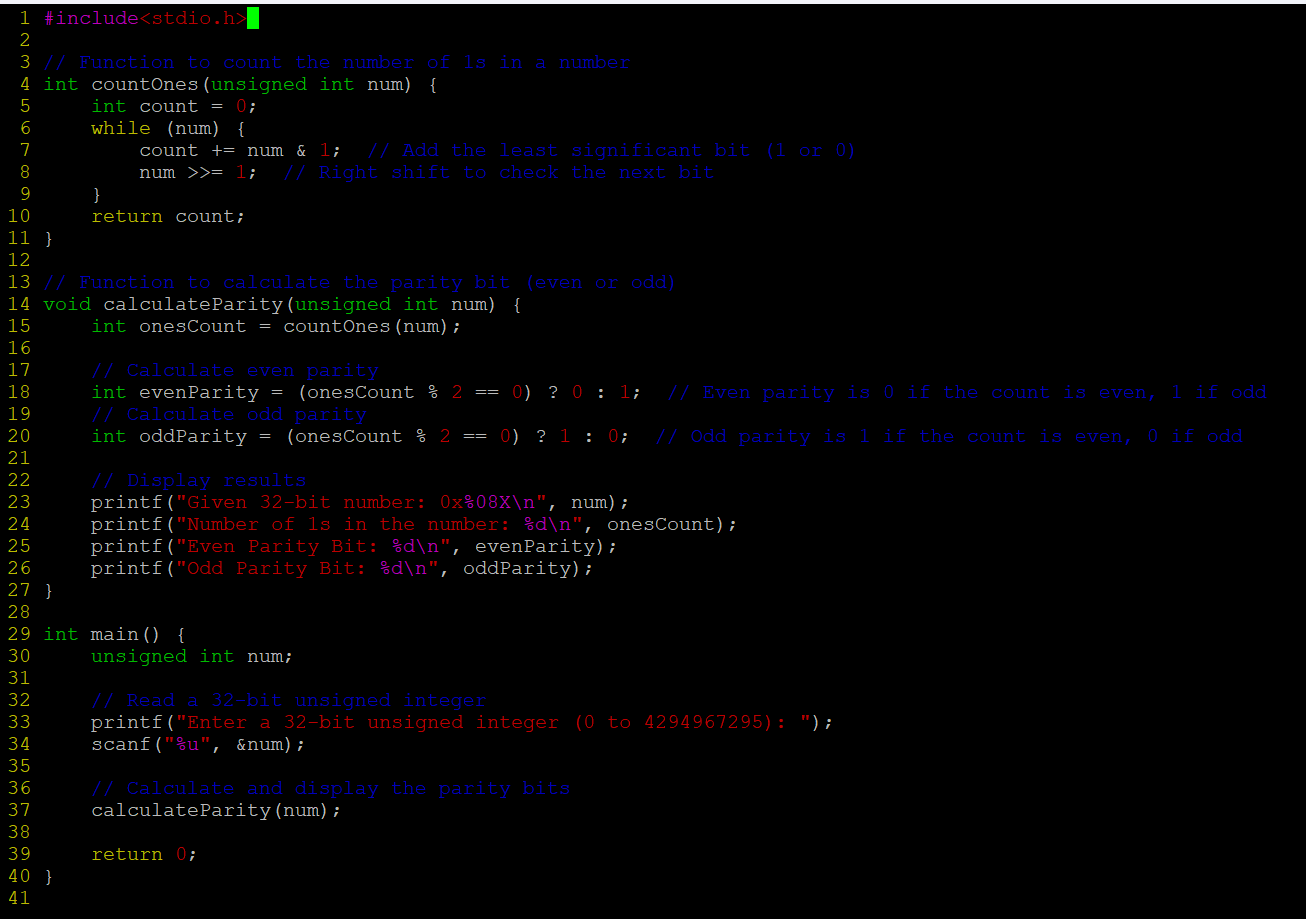 1 #include<stdio.h>
2
3 // Function to count the number of 1s in a number
4 int countOnes(unsigned int num) {
5     int count = 0;
6     while (num) {
7         count += num & 1;  // Add the least significant bit (1 or 0)
8         num >>= 1;  // Right shift to check the next bit
9     }
10     return count;
11 }
12
13 // Function to calculate the parity bit (even or odd)
14 void calculateParity(unsigned int num) {
15     int onesCount = countOnes(num);
16
17     // Calculate even parity
18     int evenParity = (onesCount % 2 == 0) ? 0 : 1;  // Even parity is 0 if the count is even, 1 if odd
19     // Calculate odd parity
20     int oddParity = (onesCount % 2 == 0) ? 1 : 0;  // Odd parity is 1 if the count is even, 0 if odd
21
22     // Display results
23     printf("Given 32-bit number: 0x%08X\n", num);
24     printf("Number of 1s in the number: %d\n", onesCount);
25     printf("Even Parity Bit: %d\n", evenParity);
26     printf("Odd Parity Bit: %d\n", oddParity);
27 }
28
29 int main() {
30     unsigned int num;
31
32     // Read a 32-bit unsigned integer
33     printf("Enter a 32-bit unsigned integer (0 to 4294967295): ");
34     scanf("%u", &num);
35
36     // Calculate and display the parity bits
37     calculateParity(num);
38
39     return 0;
40 }
41